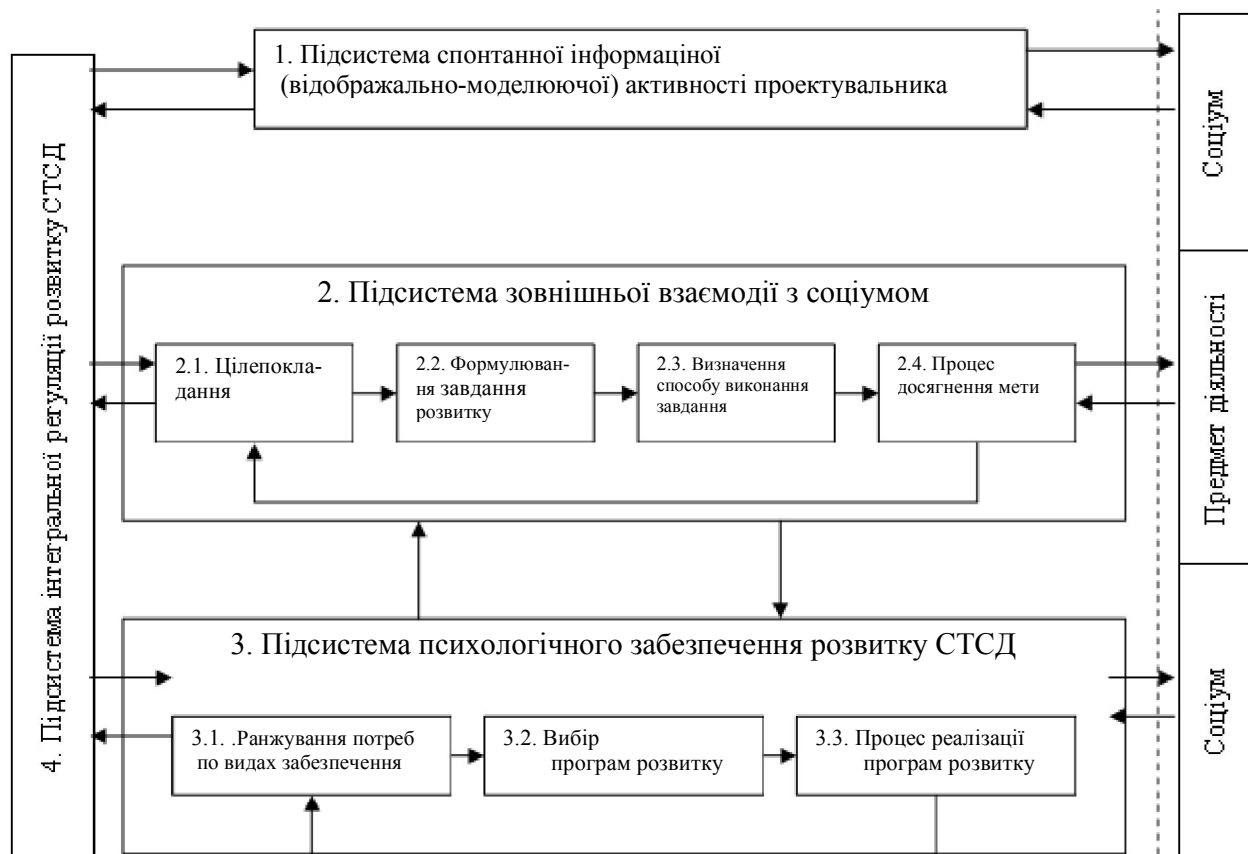 4. Підсистема інтегральної регуляції розвитку СТСД
1. Підсистема спонтанної інформаціної
(відображально-моделюючої) активності проектувальника
Соціум
2. Підсистема зовнішньої взаємодії з соціумом
2.1. Цілепокла-
дання
2.2. Формулюван-
ня завдання
розвитку
2.3. Визначення
способу виконання
завдання
2.4. Процес
досягнення мети
Предмет діяльності
3. Підсистема психологічного забезпечення розвитку СТСД
3.1. .Ранжування потреб
по видах забезпечення
3.2. Вибір
програм розвитку
3.3. Процес реалізації
програм розвитку
Соціум